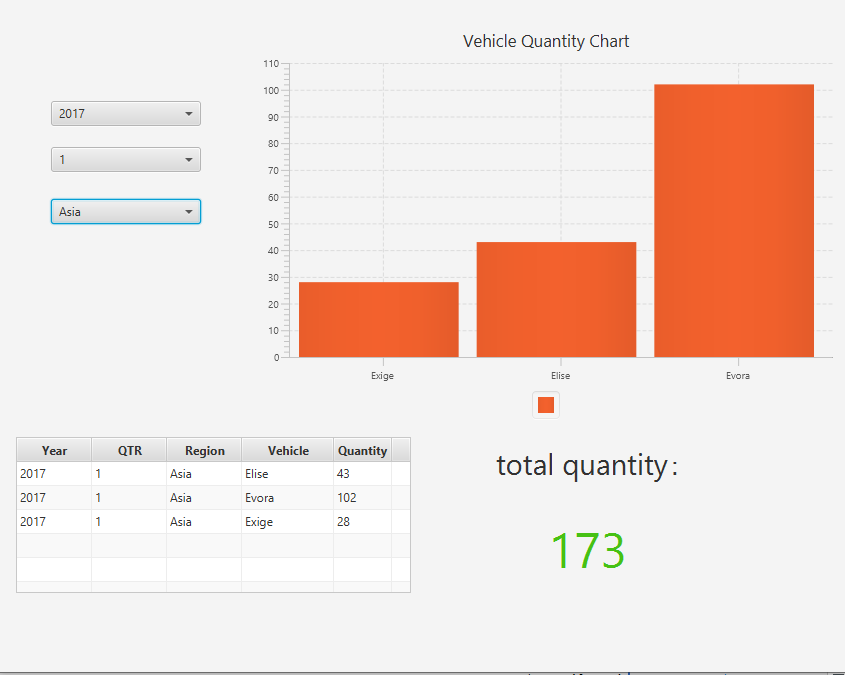 Vehicle Quantity Chart
2017
1
Asia
110
100
90
80
70
60
50
40
30
20
10
0
Exige Elise Evora
Year QTR Region Vehicle Quantity
2017 1 Asia Elise 43
2017 1 Asia Evora 102
2017 1 Asia Exige 28
total quantity:
173